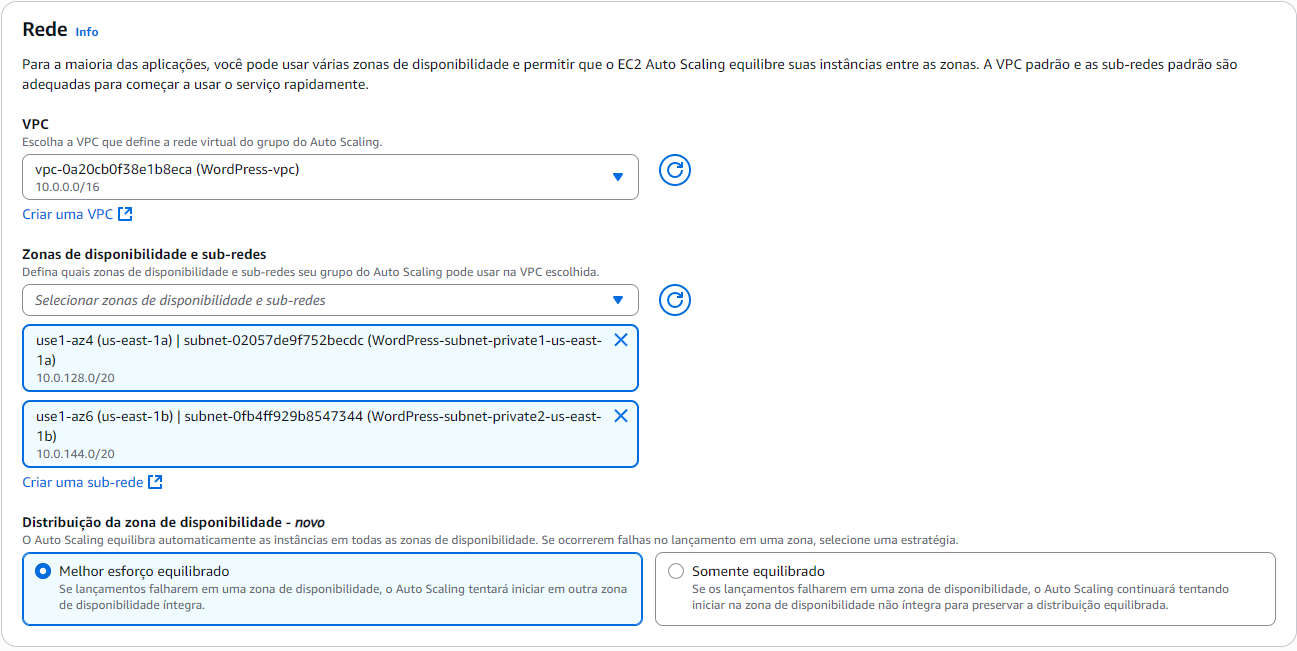 Rede Info
Para a maioria das aplicações, você pode usar várias zonas de disponibilidade e permitir que o EC2 Auto Scaling equilibre suas instâncias entre as zonas. A VPC padrão e as sub-redes padrão são
adequadas para começar a usar o serviço rapidamente.
VPC
Escolha a VPC que define a rede virtual do grupo do Auto Scaling.
vpc-0a20cb0f38e1b8eca (WordPress-vpc)
10.0.0.0/16
Criar uma VPC
Zonas de disponibilidade e sub-redes
Defina quais zonas de disponibilidade e sub-redes seu grupo do Auto Scaling pode usar na VPC escolhida.
Selecionar zonas de disponibilidade e sub-redes
use1-az4 (us-east-1a) | subnet-02057de9f752becdc (WordPress-subnet-private1-us-east-
1a)
10.0.128.0/20
use1-az6 (us-east-1b) | subnet-0fb4ff929b8547344 (WordPress-subnet-private2-us-east-
1b)
10.0.144.0/20
Criar uma sub-rede
Distribuição da zona de disponibilidade - novo
O Auto Scaling equilibra automaticamente as instâncias em todas as zonas de disponibilidade. Se ocorrerem falhas no lançamento em uma zona, selecione uma estratégia.
Melhor esforço equilibrado
Se lançamentos falharem em uma zona de disponibilidade, o Auto Scaling tentará iniciar em outra zona
de disponibilidade íntegra.
Somente equilibrado
Se os lançamentos falharem em uma zona de disponibilidade, o Auto Scaling continuará tentando
iniciar na zona de disponibilidade não íntegra para preservar a distribuição equilibrada.